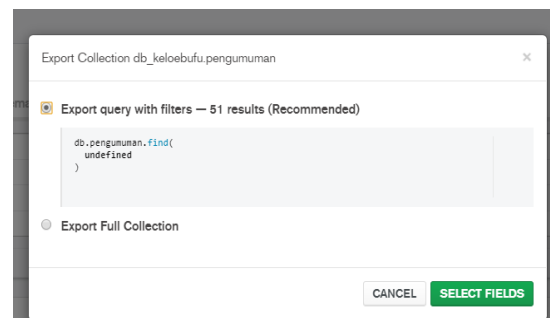 Export Collection db_keloebufu.pengumuman ×
Export query with filters — 51 results (Recommended)
db.pengumuman.find(
undefined
)
Export Full Collection
CANCEL SELECT FIELDS